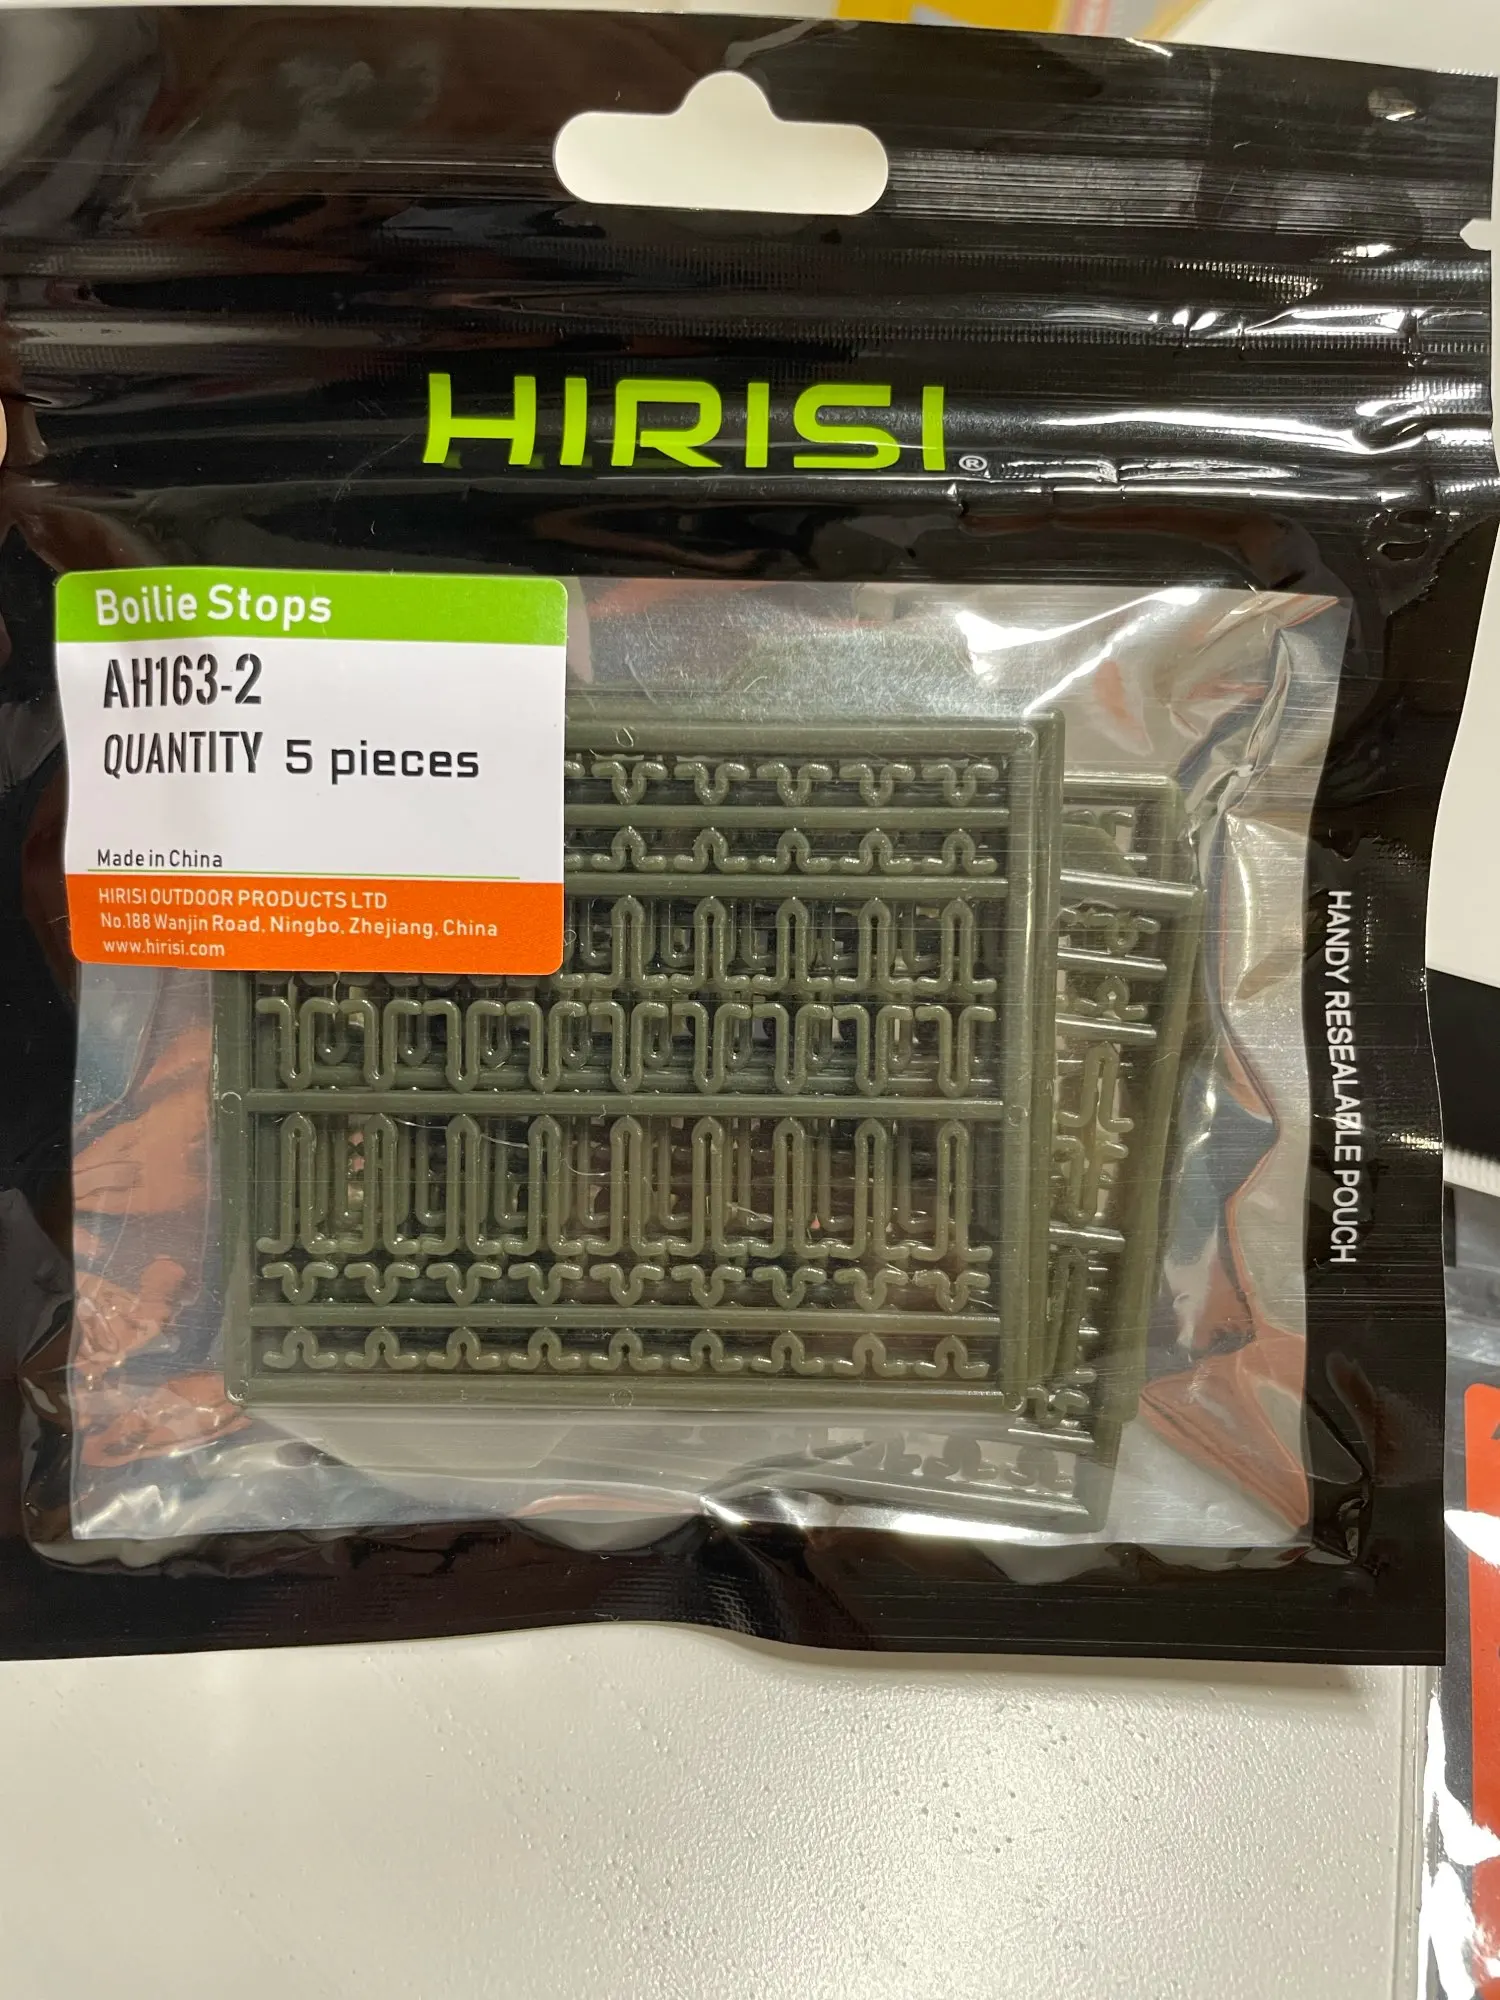 HIRISI®
Boilie Stops
AH163-2
QUANTITY 5 pieces
Made in China
HIRISI OUTDOOR PRODUCTS LTD
No.188 Wanjin Road, Ningbo, Zhejiang, China
www.hirisi.com
HANDY RESEALABLE POUCH